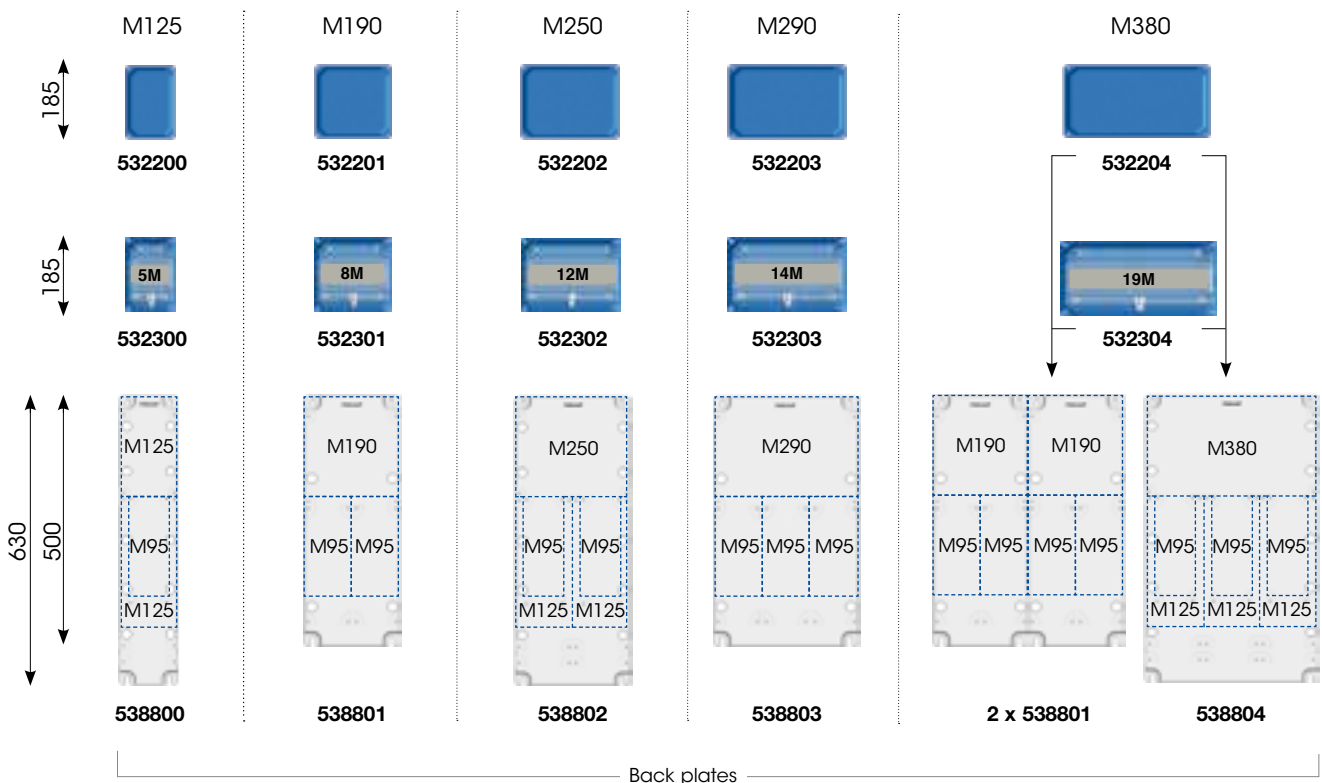 M125 M190 M250 M290 M380
185
532200 532201 532202 532203 532204
185
5M 8M 12M 14M 19M
532300 532301 532302 532303 532304
630
500
M125 M190 M250 M290 M190 M190 M380
M95 M95 M95 M95 M95 M95 M95 M95 M95 M95 M95 M95 M95 M95 M95
M125 M125 M125 M125 M125 M125
538800 538801 538802 538803 2 x 538801 538804
Back plates